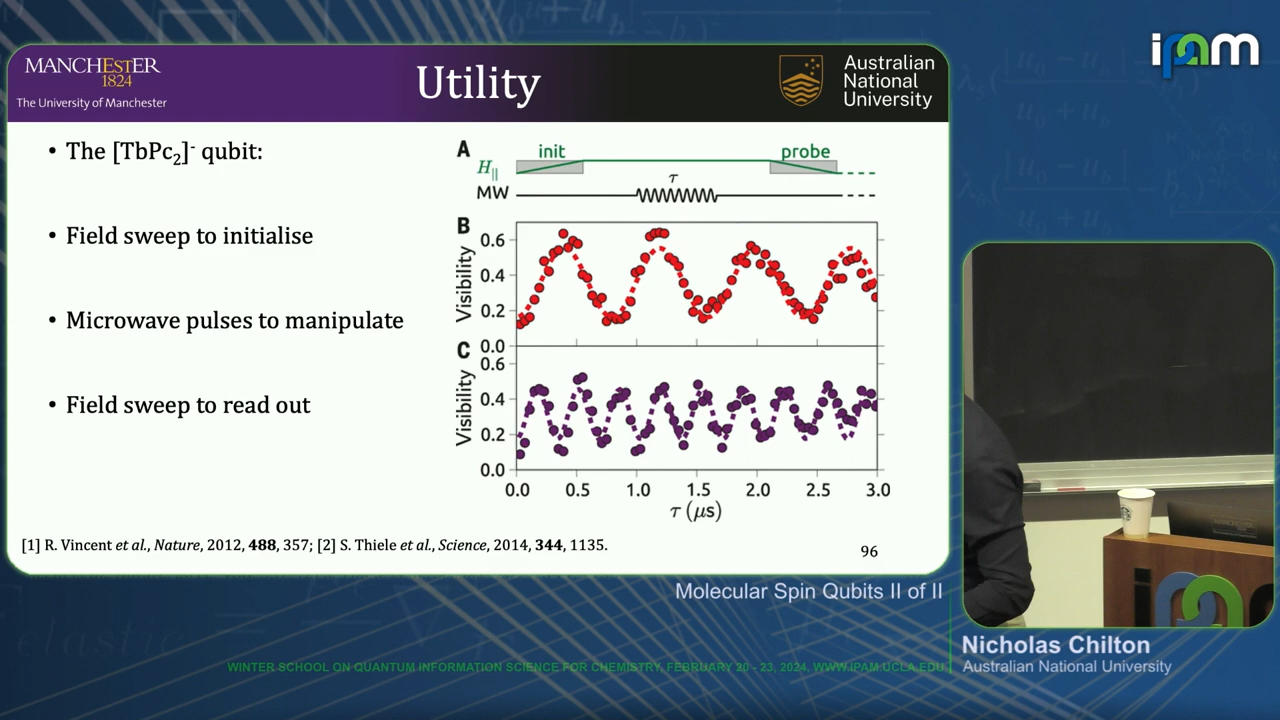 ipam
MANCHESTER
1824
The University of Manchester
Utility
Australian
National
University
• The [TbPc₂]⁻ qubit:
• Field sweep to initialise
• Microwave pulses to manipulate
• Field sweep to read out
A
init
probe
H||
τ
MW
B
Visibility
0.6
0.4
0.2
0.0
C
Visibility
0.6
0.4
0.2
0.0
0.0 0.5 1.0 1.5 2.0 2.5 3.0
τ (μs)
[1] R. Vincent et al., Nature, 2012, 488, 357; [2] S. Thiele et al., Science, 2014, 344, 1135.
96
Molecular Spin Qubits II of II
Nicholas Chilton
Australian National University
WINTER SCHOOL ON QUANTUM INFORMATION SCIENCE FOR CHEMISTRY, FEBRUARY 20 - 23, 2024, WWW.IPAM.UCLA.EDU